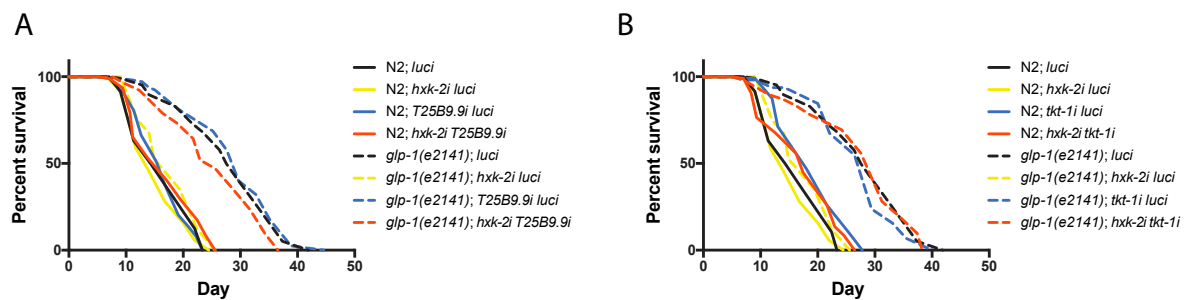 A
Percent survival
100
50
0
0 10 20 30 40 50
Day
N2; luci
N2; hxk-2i luci
N2; T25B9.9i luci
N2; hxk-2i T25B9.9i
glp-1(e2141); luci
glp-1(e2141); hxk-2i luci
glp-1(e2141); T25B9.9i luci
glp-1(e2141); hxk-2i T25B9.9i
B
Percent survival
100
50
0
0 10 20 30 40 50
Day
N2; luci
N2; hxk-2i luci
N2; tkt-1i luci
N2; hxk-2i tkt-1i
glp-1(e2141); luci
glp-1(e2141); hxk-2i luci
glp-1(e2141); tkt-1i luci
glp-1(e2141); hxk-2i tkt-1i